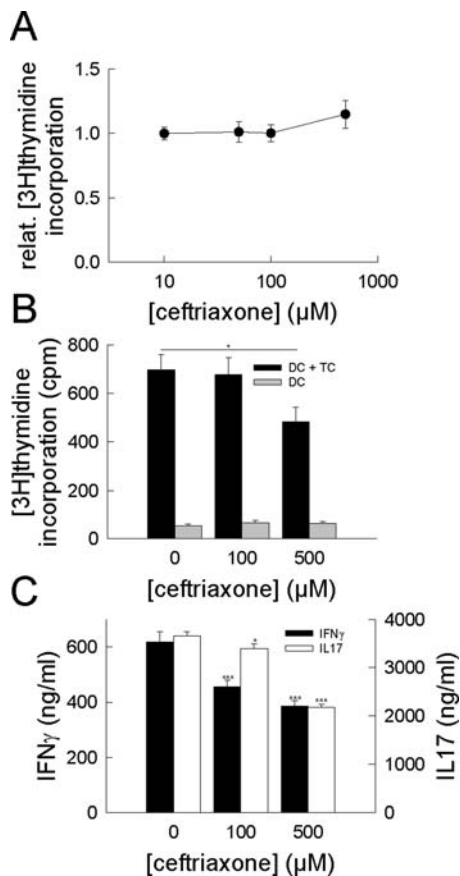 A
relat. [3H]thymidine
incorporation
1.5
1.0
0.5
0.0
10
100
1000
[ceftriaxone] (µM)
B
[3H]thymidine
incorporation (cpm)
800
600
400
200
0
*
DC + TC
DC
0
100
500
[ceftriaxone] (µM)
C
IFNγ (ng/ml)
600
400
200
0
IFNγ
IL17
***
*
***
***
4000
3000
2000
1000
0
IL17 (ng/ml)
0
100
500
[ceftriaxone] (µM)